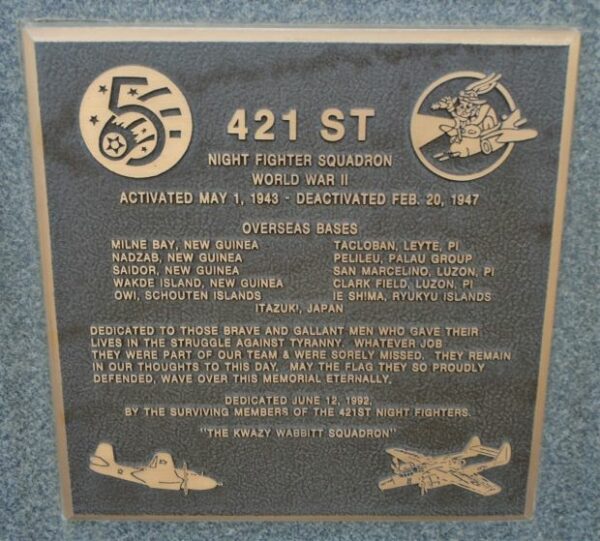 5
421 ST
NIGHT FIGHTER SQUADRON
WORLD WAR II
ACTIVATED MAY 1, 1943 - DEACTIVATED FEB. 20, 1947
OVERSEAS BASES
MILNE BAY, NEW GUINEA TACLOBAN, LEYTE, PI
NADZAB, NEW GUINEA PELILEU, PALAU GROUP
SAIDOR, NEW GUINEA SAN MARCELINO, LUZON, PI
WAKDE ISLAND, NEW GUINEA CLARK FIELD, LUZON, PI
OWI, SCHOUTEN ISLANDS IE SHIMA, RYUKYU ISLANDS
ITAZUKI, JAPAN
DEDICATED TO THOSE BRAVE AND GALLANT MEN WHO GAVE THEIR
LIVES IN THE STRUGGLE AGAINST TYRANNY. WHATEVER JOB
THEY WERE PART OF OUR TEAM & WERE SORELY MISSED. THEY REMAIN
IN OUR THOUGHTS TO THIS DAY. MAY THE FLAG THEY SO PROUDLY
DEFENDED, WAVE OVER THIS MEMORIAL ETERNALLY.
DEDICATED JUNE 12, 1992.
BY THE SURVIVING MEMBERS OF THE 421ST NIGHT FIGHTERS.
"THE KWAZY WABBITT SQUADRON"